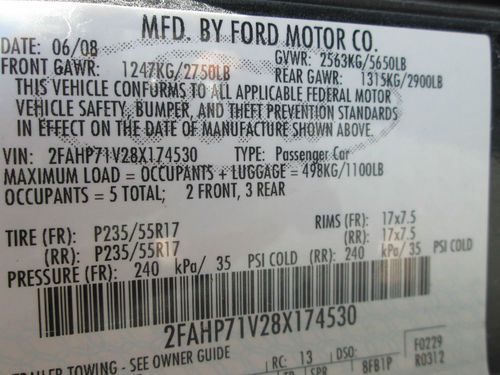 MFD. BY FORD MOTOR CO.
DATE: 06/08 GVWR: 2563KG/5650LB
FRONT GAWR: 1247KG/2750LB REAR GAWR: 1315KG/2900LB
THIS VEHICLE CONFORMS TO ALL APPLICABLE FEDERAL MOTOR
VEHICLE SAFETY, BUMPER, AND THEFT PREVENTION STANDARDS
IN EFFECT ON THE DATE OF MANUFACTURE SHOWN ABOVE.
VIN: 2FAHP71V28X174530 TYPE: Passenger Car
MAXIMUM LOAD = OCCUPANTS + LUGGAGE = 498KG/1100LB
OCCUPANTS = 5 TOTAL; 2 FRONT, 3 REAR
TIRE (FR): P235/55R17 RIMS (FR): 17x7.5
(RR): P235/55R17 (RR): 17x7.5
PRESSURE (FR): 240 kPa/ 35 PSI COLD (RR): 240 kPa/ 35 PSI COLD
2FAHP71V28X174530
TRAILER TOWING - SEE OWNER GUIDE
RC: 13 DSO: F0229
8FB1P R0312